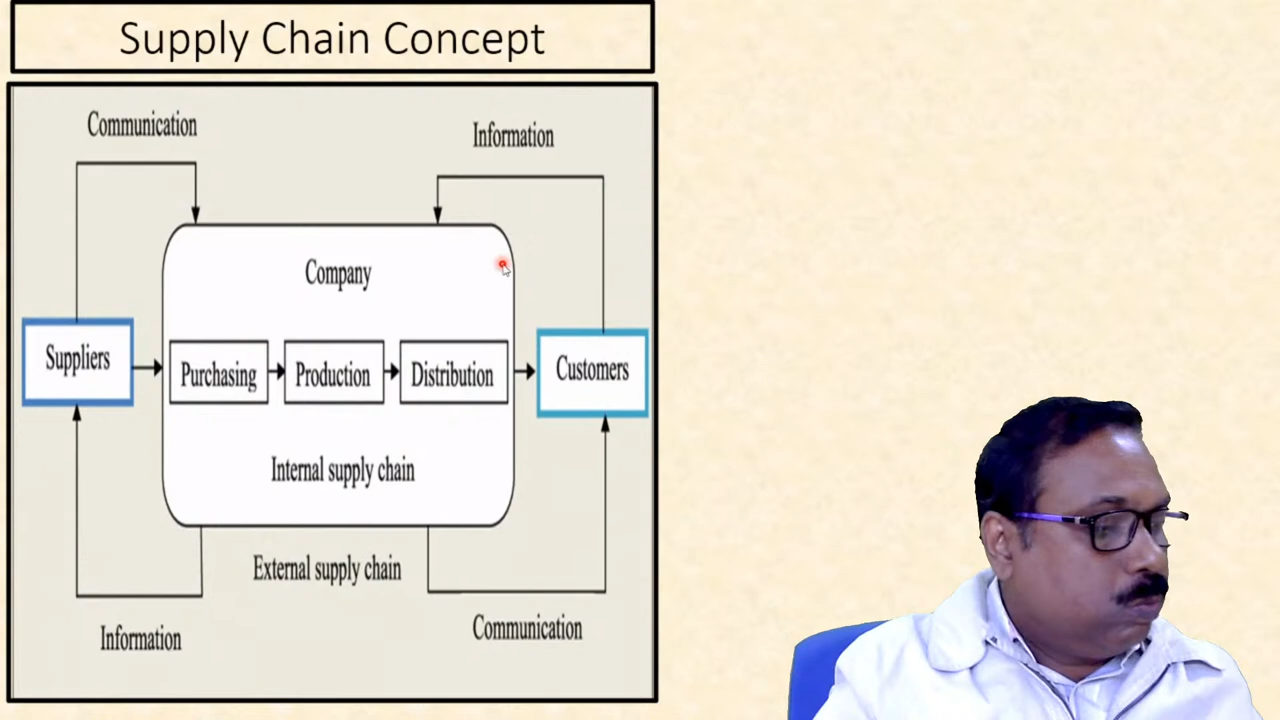 Supply Chain Concept
Communication
Information
Company
Suppliers
Purchasing
Production
Distribution
Customers
Internal supply chain
External supply chain
Information
Communication